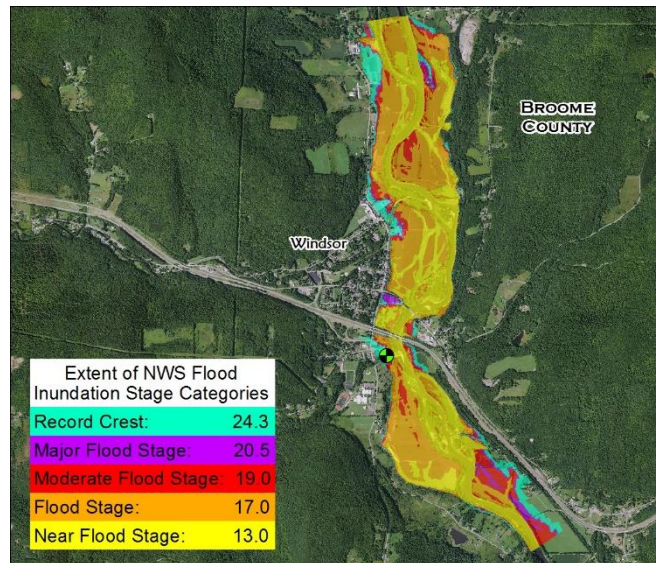 BROOME
COUNTY
Windsor
Extent of NWS Flood
Inundation Stage Categories
Record Crest: 24.3
Major Flood Stage: 20.5
Moderate Flood Stage: 19.0
Flood Stage: 17.0
Near Flood Stage: 13.0